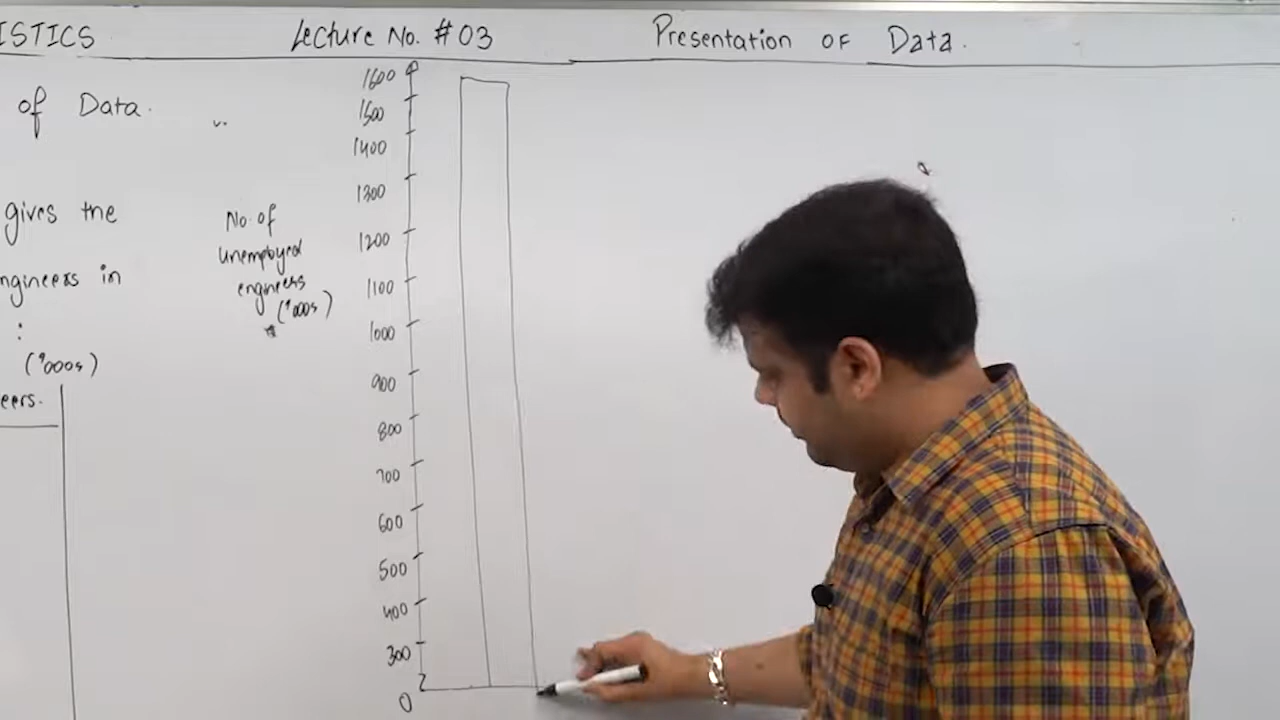 ISTICS
Lecture No. #03
Presentation of Data.
of Data.
gives the
ngineers in
:
('000s)
eers.
No. of
unemployed
engineers
('000s)
1600
1500
1400
1300
1200
1100
1000
900
800
700
600
500
400
300
0